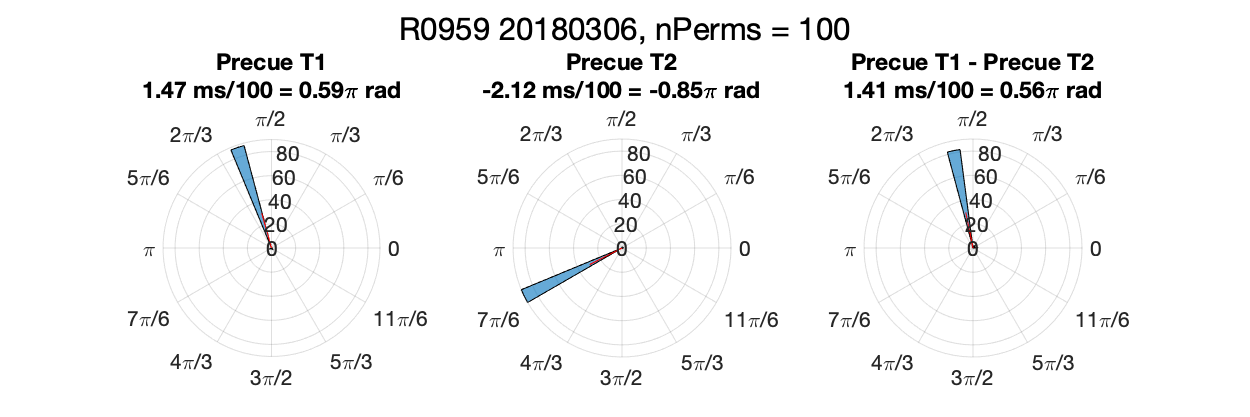 R0959 20180306, nPerms = 100
Precue T1
1.47 ms/100 = 0.59π rad
π/2
2π/3
π/3
5π/6
π/6
π
0
7π/6
11π/6
4π/3
5π/3
3π/2
80
60
40
20
0
Precue T2
-2.12 ms/100 = -0.85π rad
π/2
2π/3
π/3
5π/6
π/6
π
0
7π/6
11π/6
4π/3
5π/3
3π/2
80
60
40
20
0
Precue T1 - Precue T2
1.41 ms/100 = 0.56π rad
π/2
2π/3
π/3
5π/6
π/6
π
0
7π/6
11π/6
4π/3
5π/3
3π/2
80
60
40
20
0